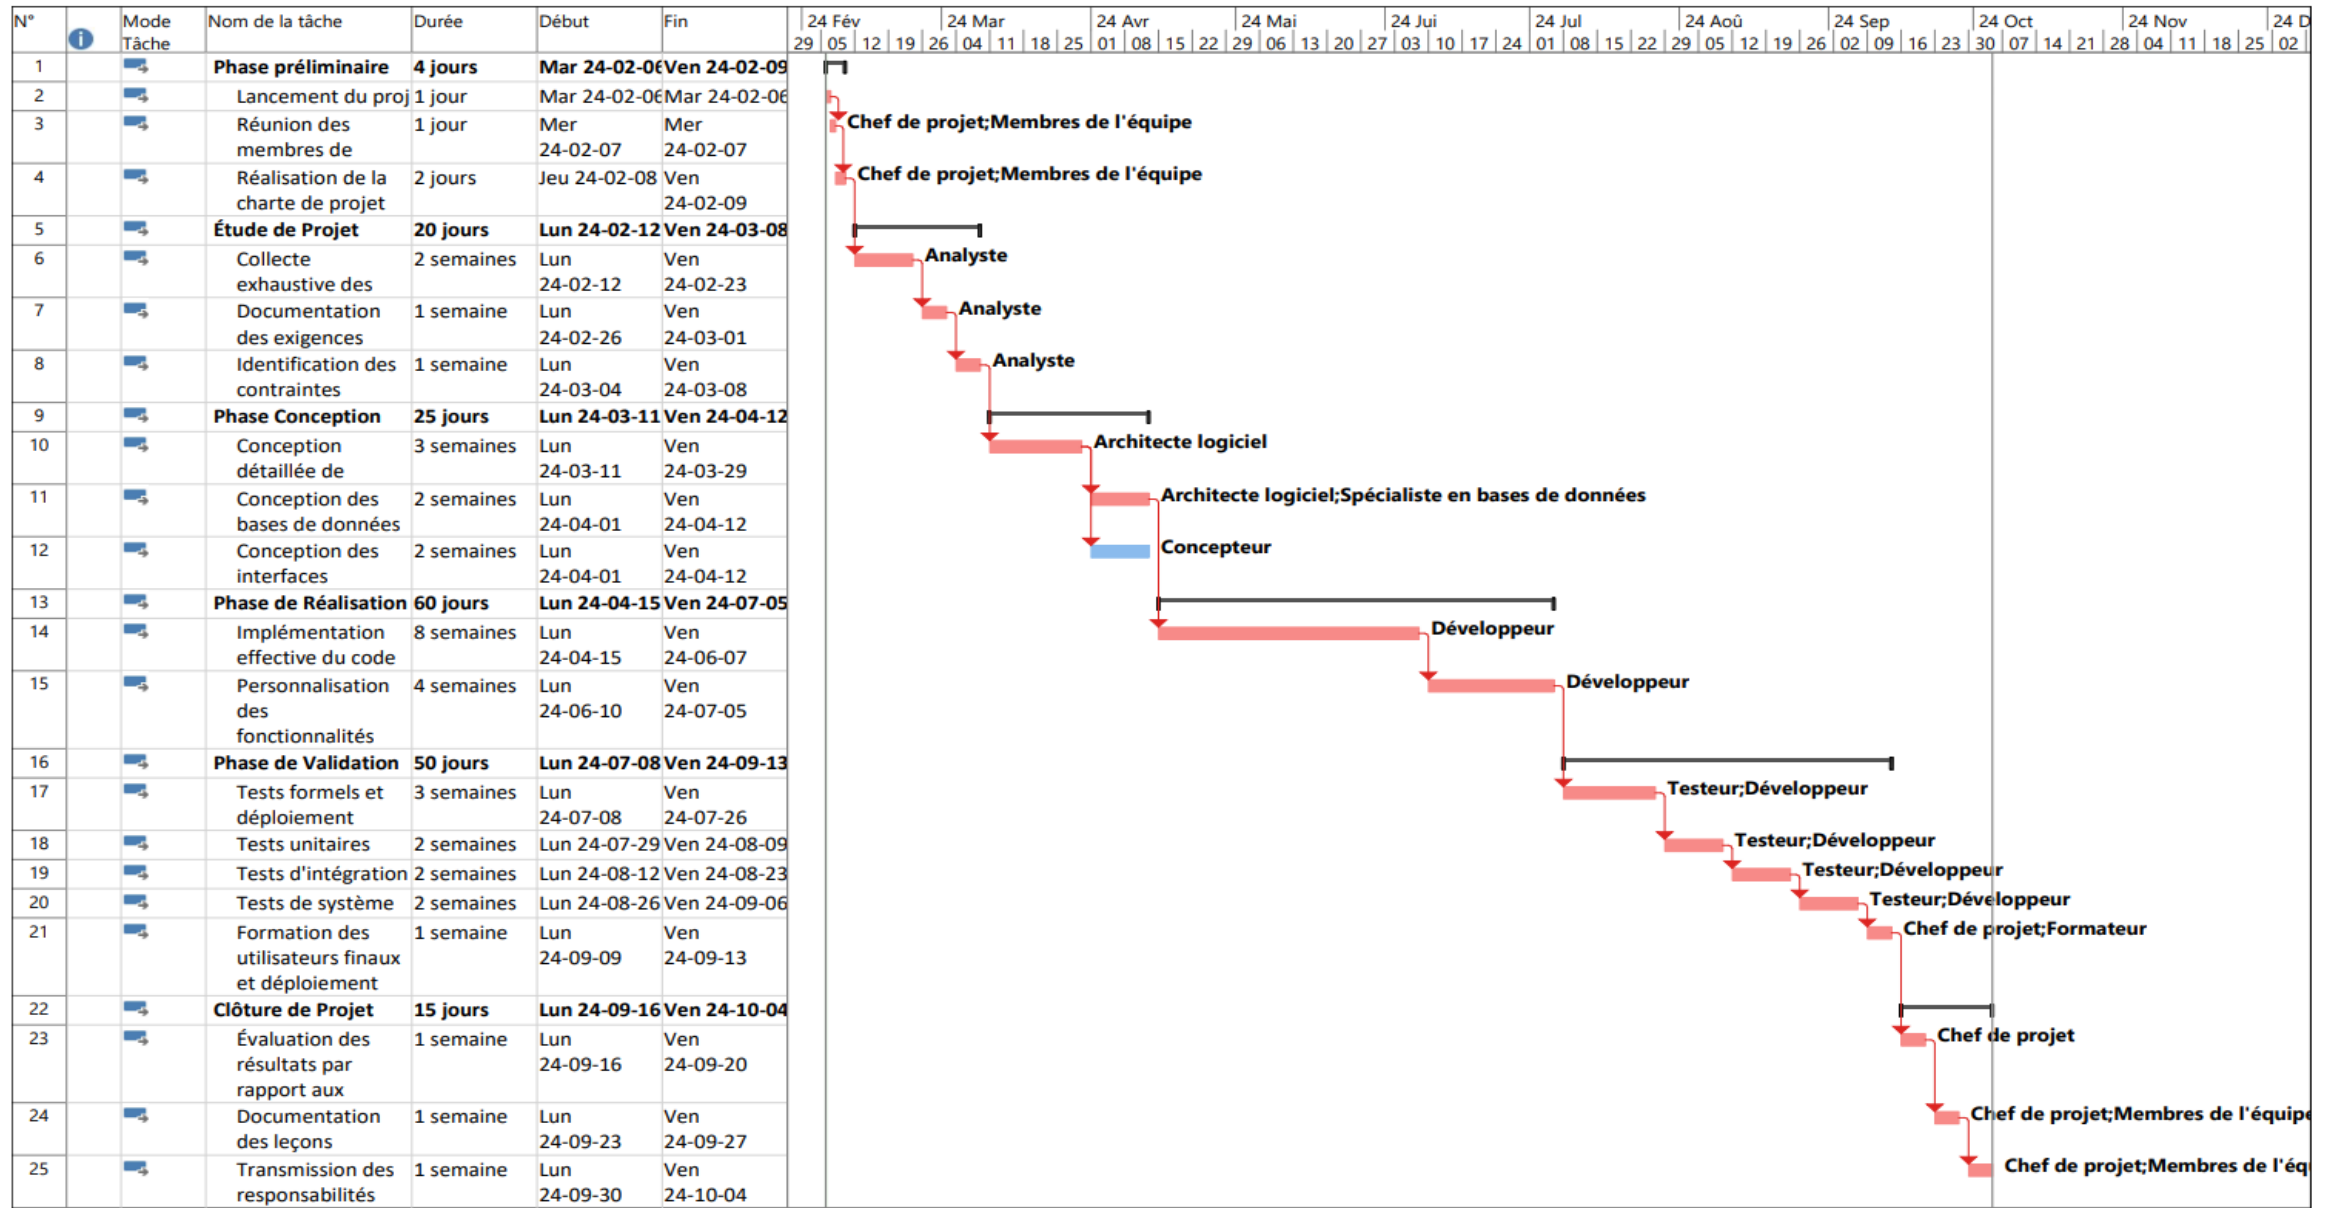 N° Mode Tâche Nom de la tâche Durée Début Fin
24 Fév 24 Mar 24 Avr 24 Mai 24 Jui 24 Jul 24 Aoû 24 Sep 24 Oct 24 Nov 24 D
29 05 12 19 26 04 11 18 25 01 08 15 22 29 06 13 20 27 03 10 17 24 01 08 15 22 29 05 12 19 26 02 09 16 23 30 07 14 21 28 04 11 18 25 02
1 Phase préliminaire 4 jours Mar 24-02-06 Ven 24-02-09
2 Lancement du proj 1 jour Mar 24-02-06 Mar 24-02-06
3 Réunion des membres de 1 jour Mer 24-02-07 Mer 24-02-07 Chef de projet;Membres de l'équipe
4 Réalisation de la charte de projet 2 jours Jeu 24-02-08 Ven 24-02-09 Chef de projet;Membres de l'équipe
5 Étude de Projet 20 jours Lun 24-02-12 Ven 24-03-08
6 Collecte exhaustive des 2 semaines Lun 24-02-12 Ven 24-02-23 Analyste
7 Documentation des exigences 1 semaine Lun 24-02-26 Ven 24-03-01 Analyste
8 Identification des contraintes 1 semaine Lun 24-03-04 Ven 24-03-08 Analyste
9 Phase Conception 25 jours Lun 24-03-11 Ven 24-04-12
10 Conception détaillée de 3 semaines Lun 24-03-11 Ven 24-03-29 Architecte logiciel
11 Conception des bases de données 2 semaines Lun 24-04-01 Ven 24-04-12 Architecte logiciel;Spécialiste en bases de données
12 Conception des interfaces 2 semaines Lun 24-04-01 Ven 24-04-12 Concepteur
13 Phase de Réalisation 60 jours Lun 24-04-15 Ven 24-07-05
14 Implémentation effective du code 8 semaines Lun 24-04-15 Ven 24-06-07 Développeur
15 Personnalisation des fonctionnalités 4 semaines Lun 24-06-10 Ven 24-07-05 Développeur
16 Phase de Validation 50 jours Lun 24-07-08 Ven 24-09-13
17 Tests formels et déploiement 3 semaines Lun 24-07-08 Ven 24-07-26 Testeur;Développeur
18 Tests unitaires 2 semaines Lun 24-07-29 Ven 24-08-09 Testeur;Développeur
19 Tests d'intégration 2 semaines Lun 24-08-12 Ven 24-08-23 Testeur;Développeur
20 Tests de système 2 semaines Lun 24-08-26 Ven 24-09-06 Testeur;Développeur
21 Formation des utilisateurs finaux et déploiement 1 semaine Lun 24-09-09 Ven 24-09-13 Chef de projet;Formateur
22 Clôture de Projet 15 jours Lun 24-09-16 Ven 24-10-04
23 Évaluation des résultats par rapport aux 1 semaine Lun 24-09-16 Ven 24-09-20 Chef de projet
24 Documentation des leçons 1 semaine Lun 24-09-23 Ven 24-09-27 Chef de projet;Membres de l'équipe
25 Transmission des responsabilités 1 semaine Lun 24-09-30 Ven 24-10-04 Chef de projet;Membres de l'éq